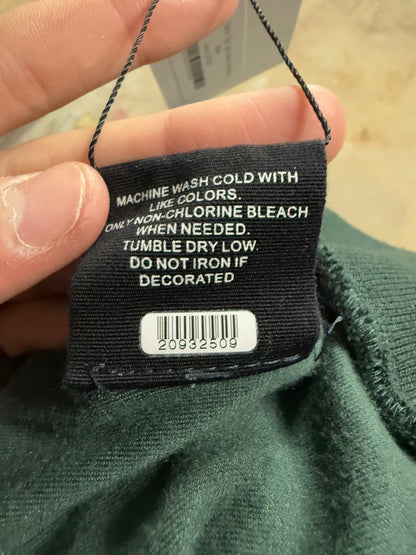 MACHINE WASH COLD WITH
LIKE COLORS.
ONLY NON-CHLORINE BLEACH
WHEN NEEDED.
TUMBLE DRY LOW.
DO NOT IRON IF
DECORATED
20932509